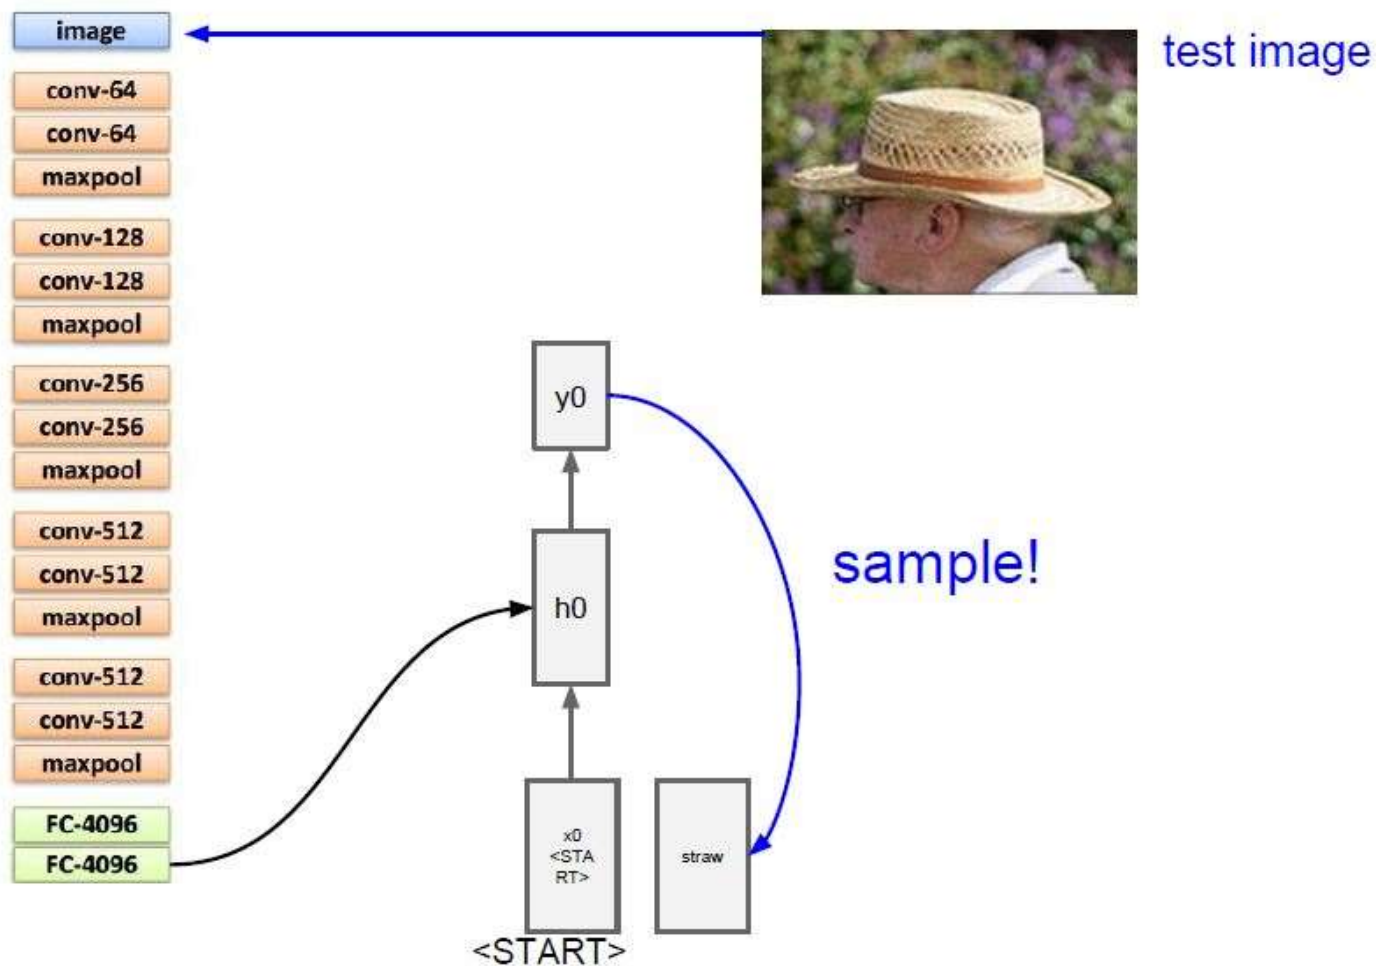 image
conv-64
conv-64
maxpool
conv-128
conv-128
maxpool
conv-256
conv-256
maxpool
conv-512
conv-512
maxpool
conv-512
conv-512
maxpool
FC-4096
FC-4096
test image
y0
sample!
h0
x0
<STA
RT>
straw
<START>